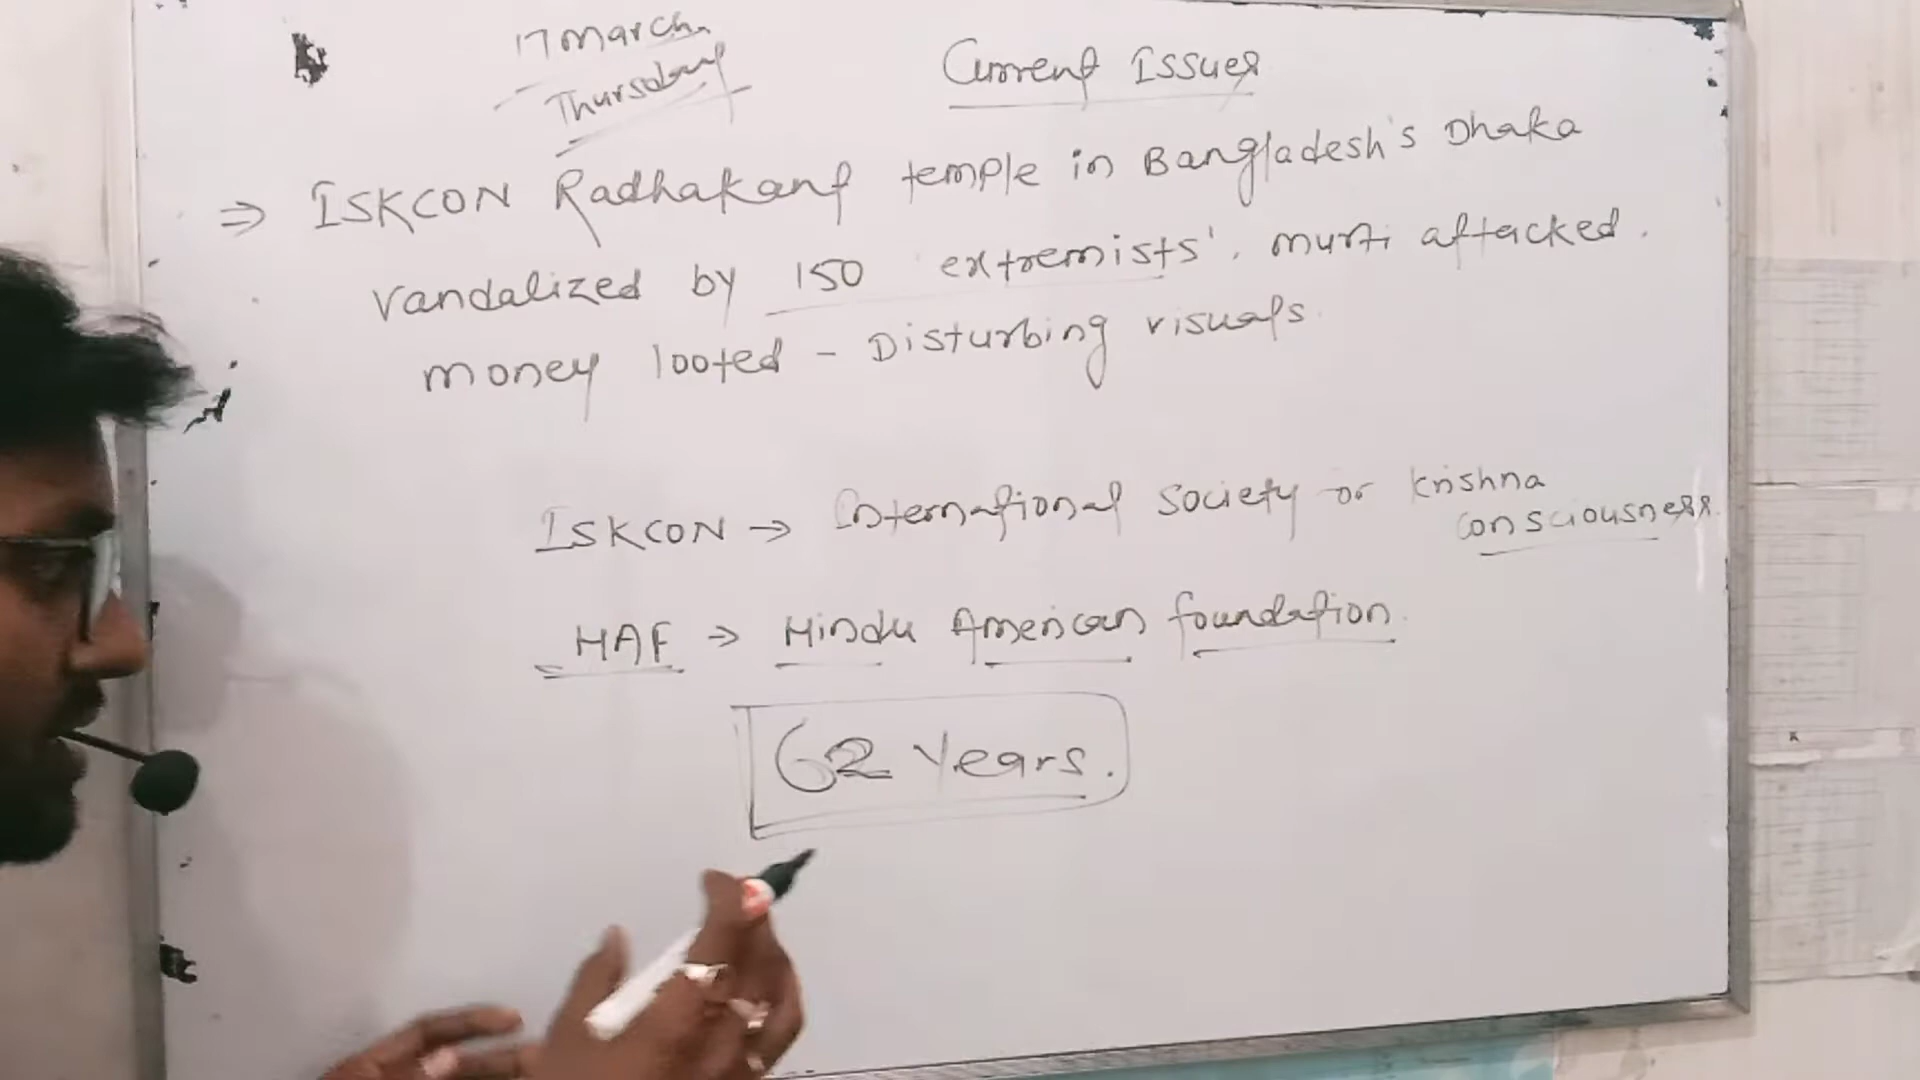 17 March
Thursday
Current Issues
⇒ ISKCON Radhakant temple in Bangladesh's Dhaka
vandalized by 150 extremists'. murti attacked.
money looted - Disturbing visuals.
ISKCON → International Society or Krishna
consciousness.
HAF → Hindu American foundation.
62 Years.